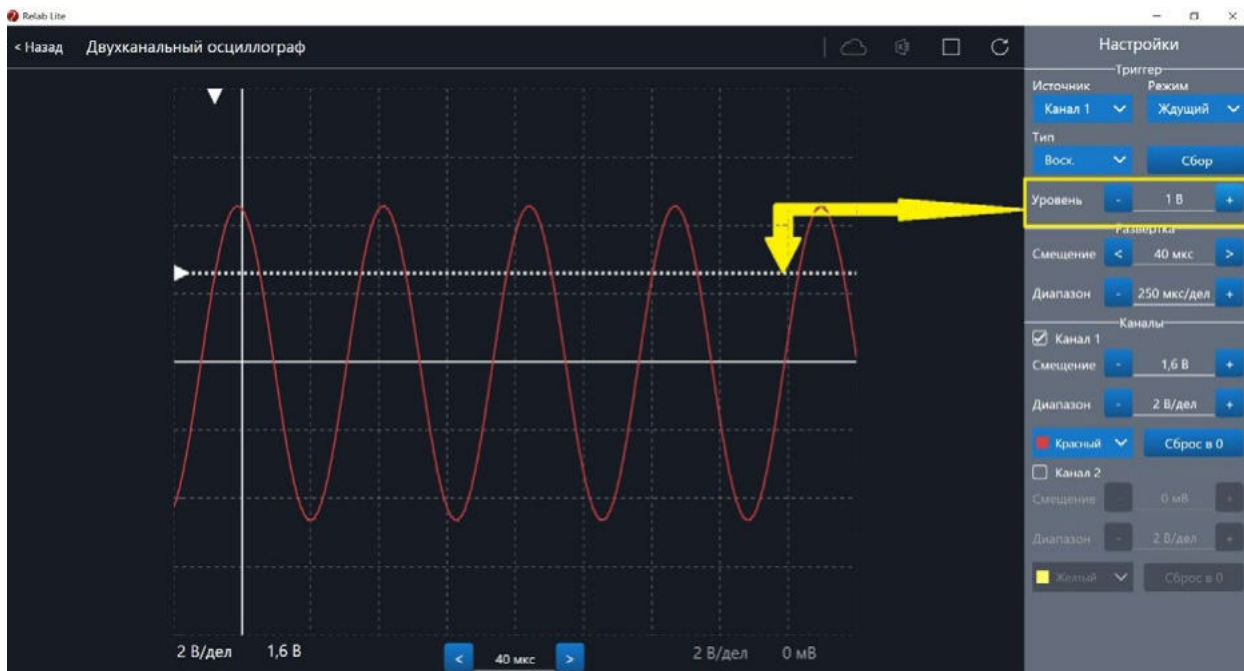 Relab Lite
< Назад Двухканальный осциллограф
Настройки
Триггер
Источник Режим
Канал 1 Ждущий
Тип
Восх. Сбор
Уровень - 1 В +
Развертка
Смещение < 40 мкс >
Диапазон - 250 мкс/дел +
Каналы
Канал 1
Смещение - 1,6 В +
Диапазон - 2 В/дел +
Красный Сброс в 0
Канал 2
Смещение - 0 мВ +
Диапазон - 2 В/дел +
Желтый Сброс в 0
2 В/дел 1,6 В < 40 мкс > 2 В/дел 0 мВ